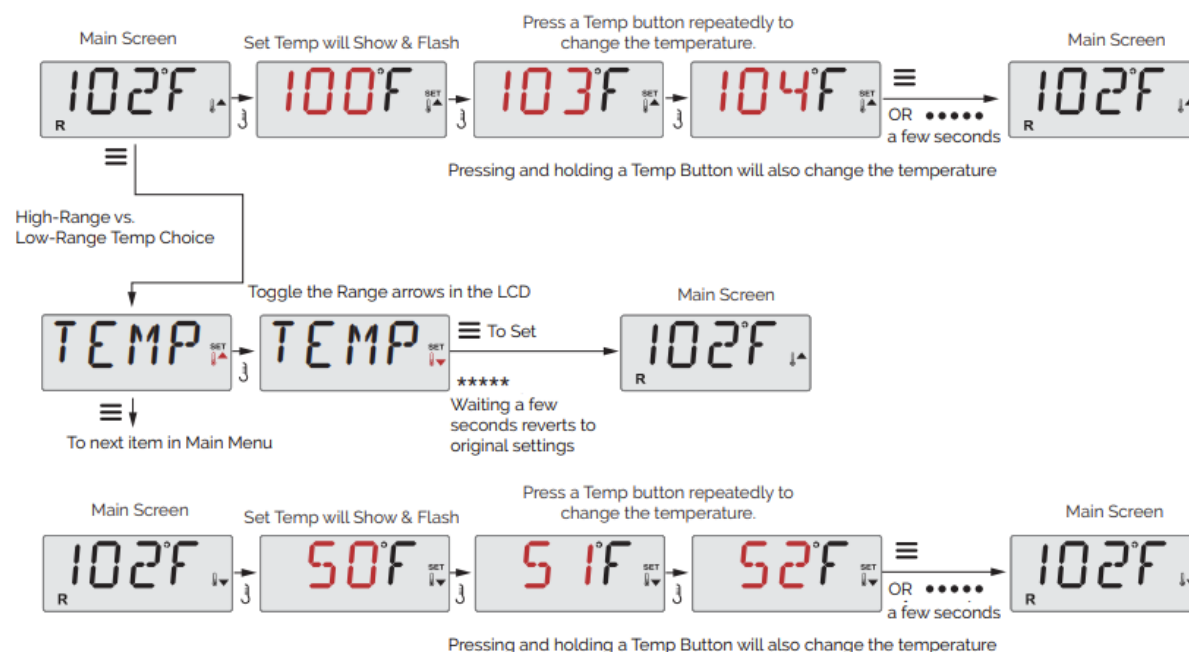 Main Screen
Set Temp will Show & Flash
Press a Temp button repeatedly to
change the temperature.
Main Screen
102°F
R
100°F SET
103°F SET
104°F SET
OR •••••
a few seconds
102°F
R
Pressing and holding a Temp Button will also change the temperature
High-Range vs.
Low-Range Temp Choice
Toggle the Range arrows in the LCD
Main Screen
TEMP SET
TEMP SET
To Set
*****
Waiting a few
seconds reverts to
original settings
102°F
R
To next item in Main Menu
Main Screen
Set Temp will Show & Flash
Press a Temp button repeatedly to
change the temperature.
Main Screen
102°F
R
50°F SET
51°F SET
52°F SET
OR •••••
a few seconds
102°F
R
Pressing and holding a Temp Button will also change the temperature